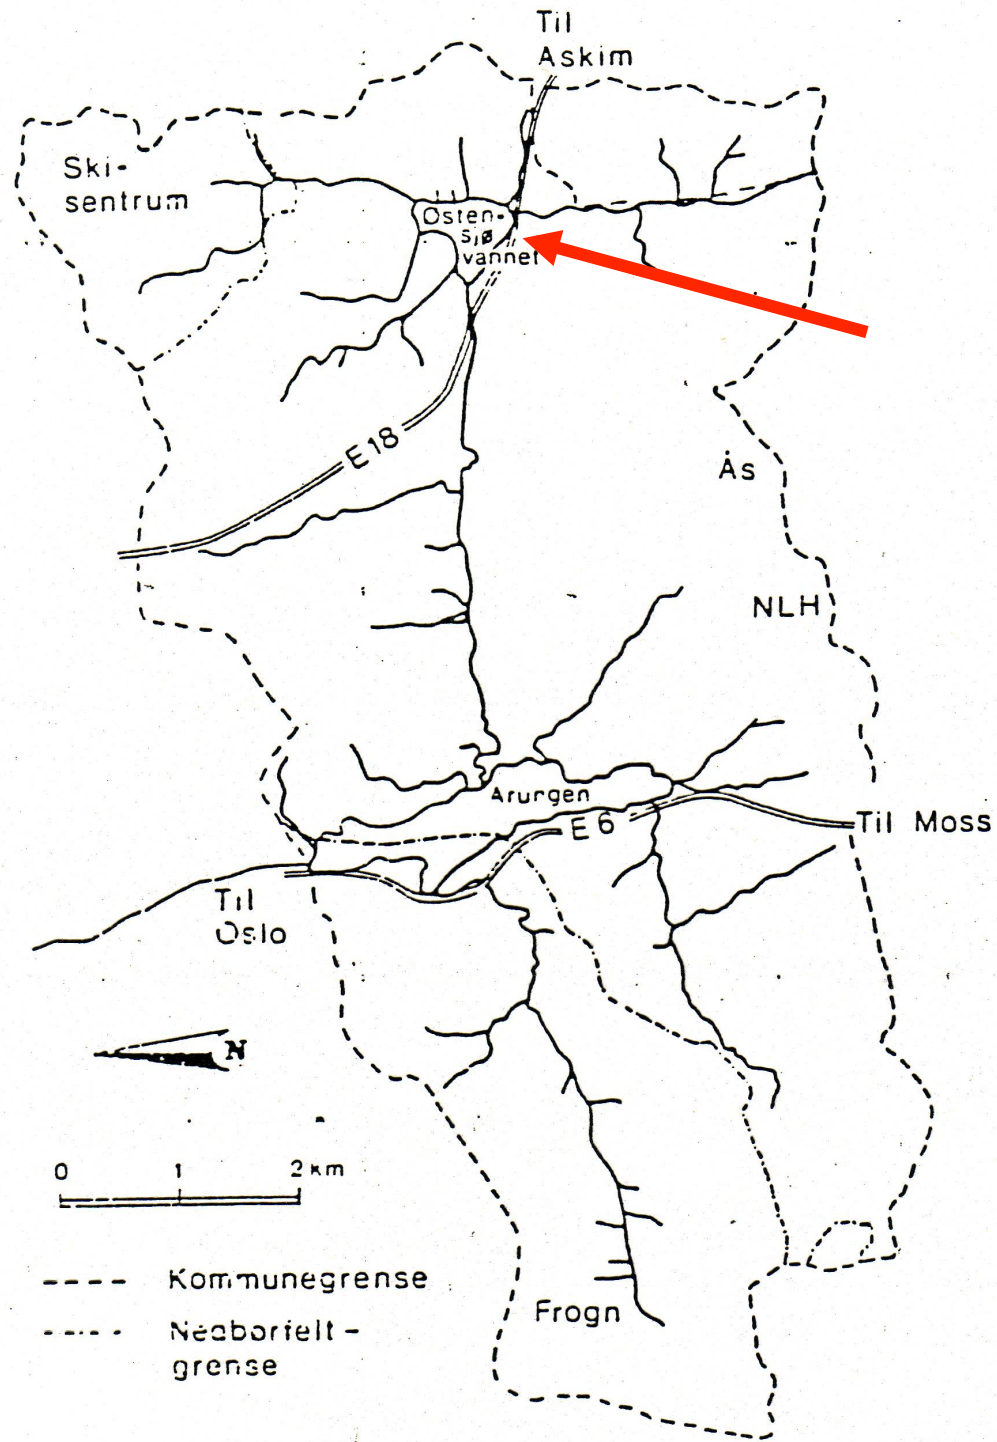 Til
Askim
Ski-
sentrum
Østen-
sjø
vannet
E18
Ås
NLH
Årungen
E6
Til Moss
Til
Oslo
N
0 1 2 km
Kommunegrense
Nedbørfelt-
grense
Frogn